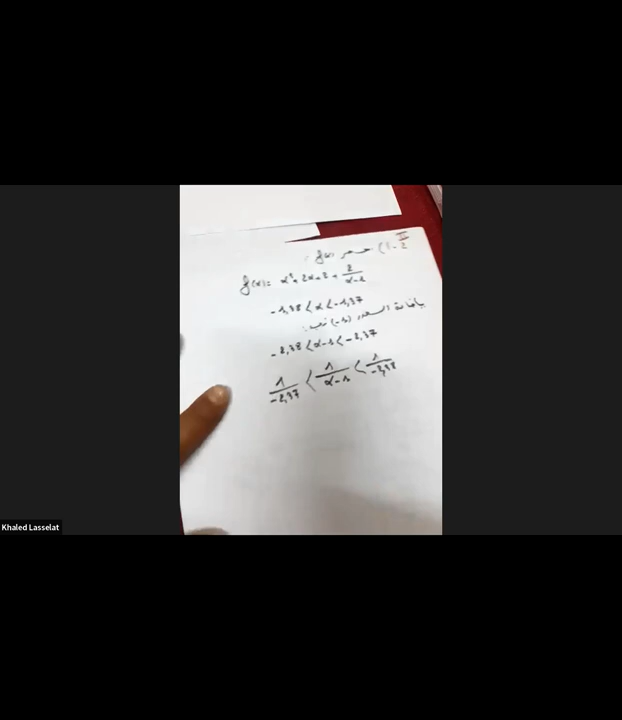 II
2-1) حصر f(α) :
f(α) = α² + 2α + 2 + 2/(α-1)
-1,38 < α < -1,37
بإضافة العدد (-1) نجد:
-2,38 < α-1 < -2,37
1/-2,37 < 1/α-1 < 1/-2,38
Khaled Lasselat